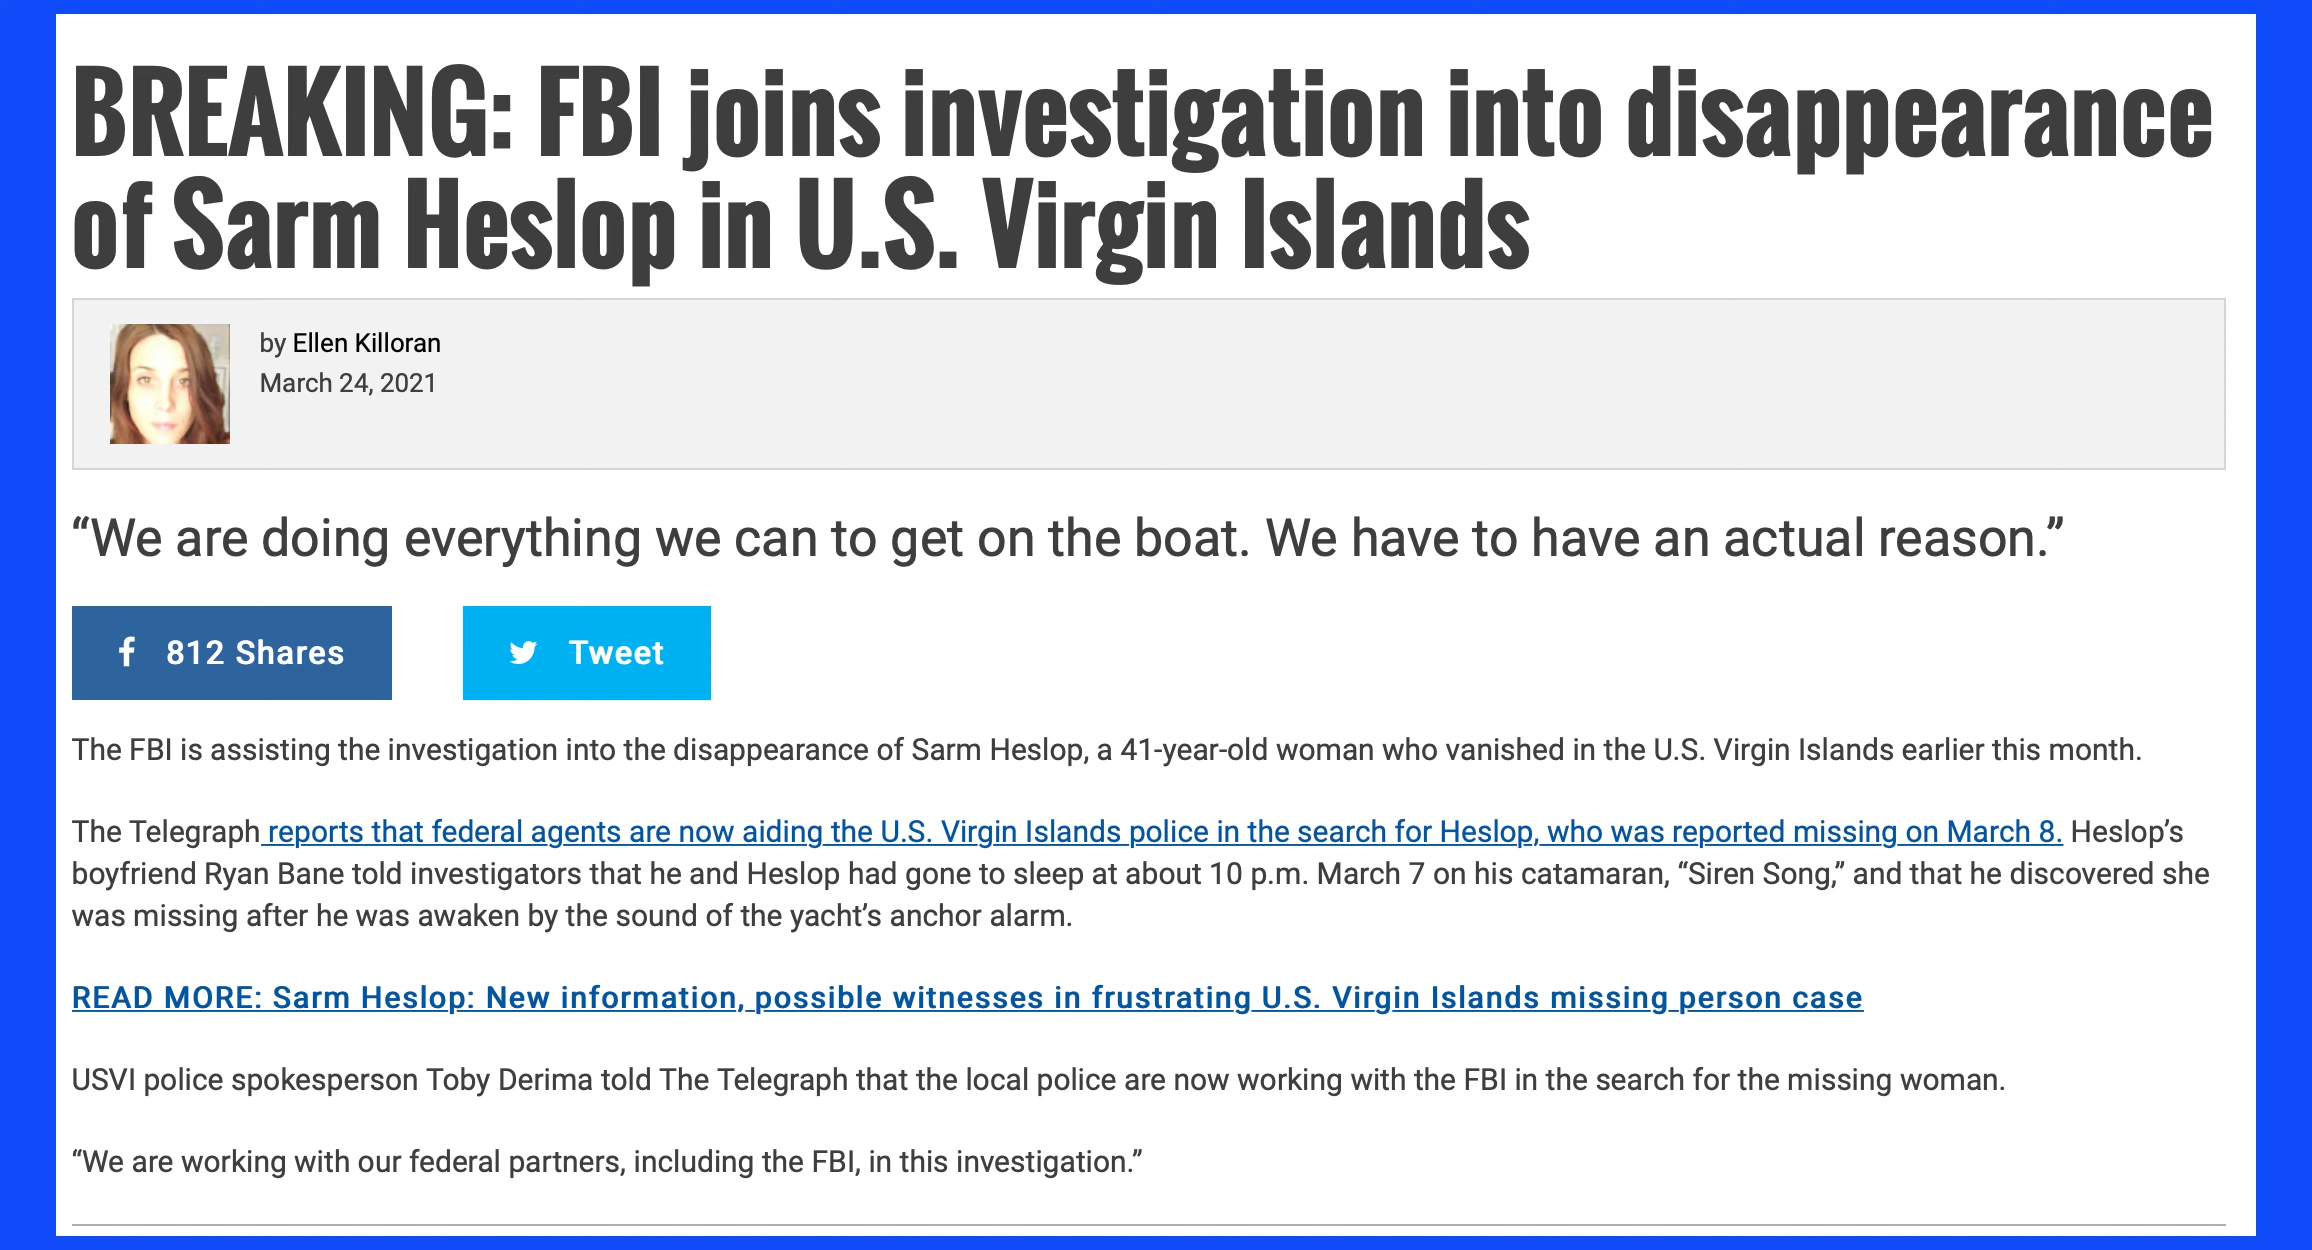 BREAKING: FBI joins investigation into disappearance
of Sarm Heslop in U.S. Virgin Islands
by Ellen Killoran
March 24, 2021
“We are doing everything we can to get on the boat. We have to have an actual reason.”
812 Shares
Tweet
The FBI is assisting the investigation into the disappearance of Sarm Heslop, a 41-year-old woman who vanished in the U.S. Virgin Islands earlier this month.
The Telegraph reports that federal agents are now aiding the U.S. Virgin Islands police in the search for Heslop, who was reported missing on March 8. Heslop’s
boyfriend Ryan Bane told investigators that he and Heslop had gone to sleep at about 10 p.m. March 7 on his catamaran, “Siren Song,” and that he discovered she
was missing after he was awaken by the sound of the yacht’s anchor alarm.
READ MORE: Sarm Heslop: New information, possible witnesses in frustrating U.S. Virgin Islands missing person case
USVI police spokesperson Toby Derima told The Telegraph that the local police are now working with the FBI in the search for the missing woman.
“We are working with our federal partners, including the FBI, in this investigation.”